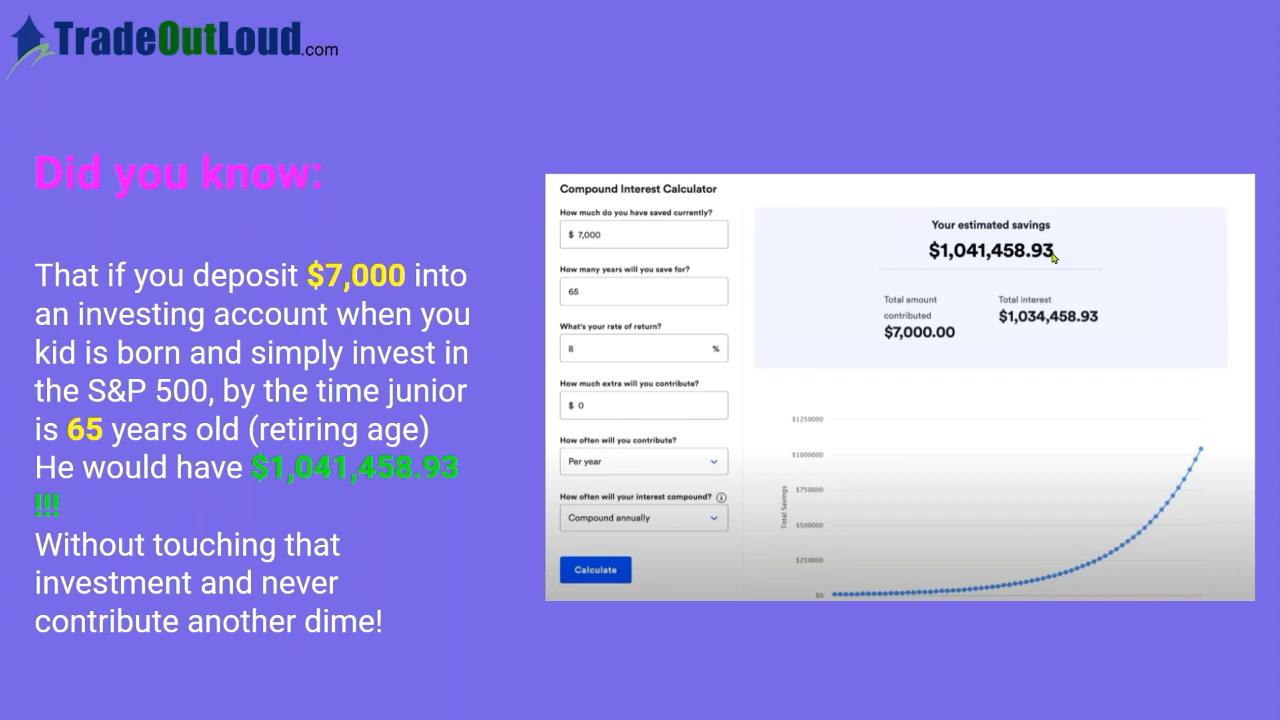 TradeOutLoud.com
Did you know:
That if you deposit $7,000 into
an investing account when you
kid is born and simply invest in
the S&P 500, by the time junior
is 65 years old (retiring age)
He would have $1,041,458.93
!!!
Without touching that
investment and never
contribute another dime!
Compound Interest Calculator
How much do you have saved currently?
$ 7,000
How many years will you save for?
65
What's your rate of return?
8 %
How much extra will you contribute?
$ 0
How often will you contribute?
Per year
How often will your interest compound? i
Compound annually
Calculate
Your estimated savings
$1,041,458.93
Total amount
contributed
$7,000.00
Total interest
$1,034,458.93
$1250000
$1000000
$750000
$500000
$250000
$0
Total Savings